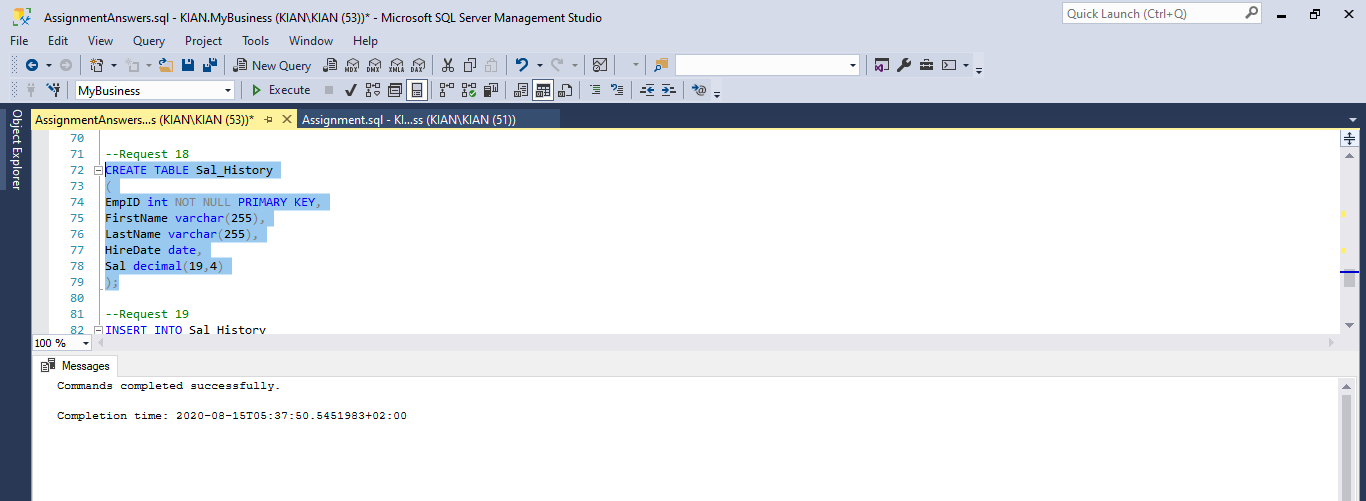 AssignmentAnswers.sql - KIAN.MyBusiness (KIAN\KIAN (53))* - Microsoft SQL Server Management Studio
Quick Launch (Ctrl+Q)
File Edit View Query Project Tools Window Help
New Query MDX DMX XMLA DAX
MyBusiness Execute
Object Explorer
AssignmentAnswers...s (KIAN\KIAN (53))* Assignment.sql - KI...ss (KIAN\KIAN (51))
70
71 --Request 18
72 CREATE TABLE Sal_History
73 (
74 EmpID int NOT NULL PRIMARY KEY,
75 FirstName varchar(255),
76 LastName varchar(255),
77 HireDate date,
78 Sal decimal(19,4)
79 );
80
81 --Request 19
82 INSERT INTO Sal_History
100 %
Messages
Commands completed successfully.
Completion time: 2020-08-15T05:37:50.5451983+02:00